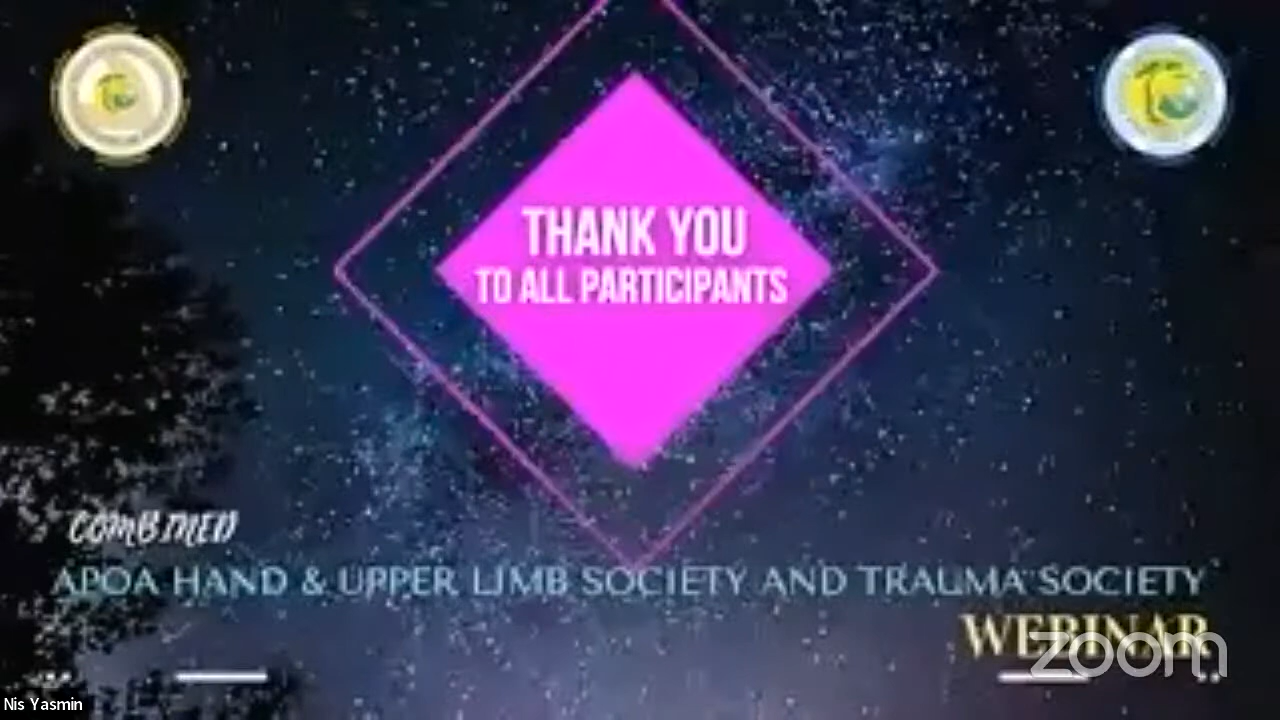 THANK YOU
TO ALL PARTICIPANTS
COMBINED
APOA HAND & UPPER LIMB SOCIETY AND TRAUMA SOCIETY
WEBINAR
zoom
Nis Yasmin